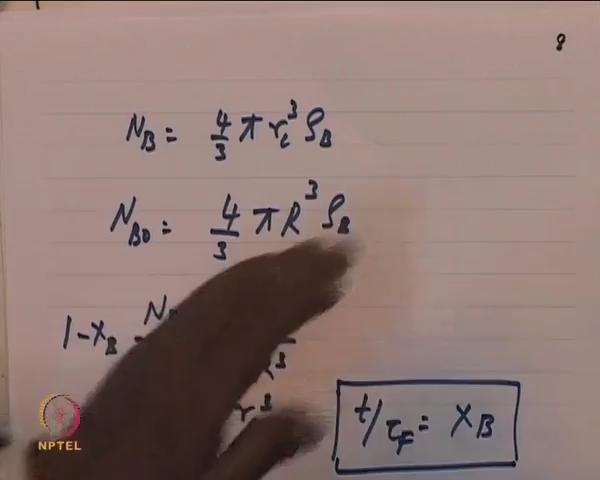 8
N_B = 4/3 π r_c^3 ρ_B
N_B0 = 4/3 π R^3 ρ_B
1 - X_B =
t/τ_F = X_B
NPTEL